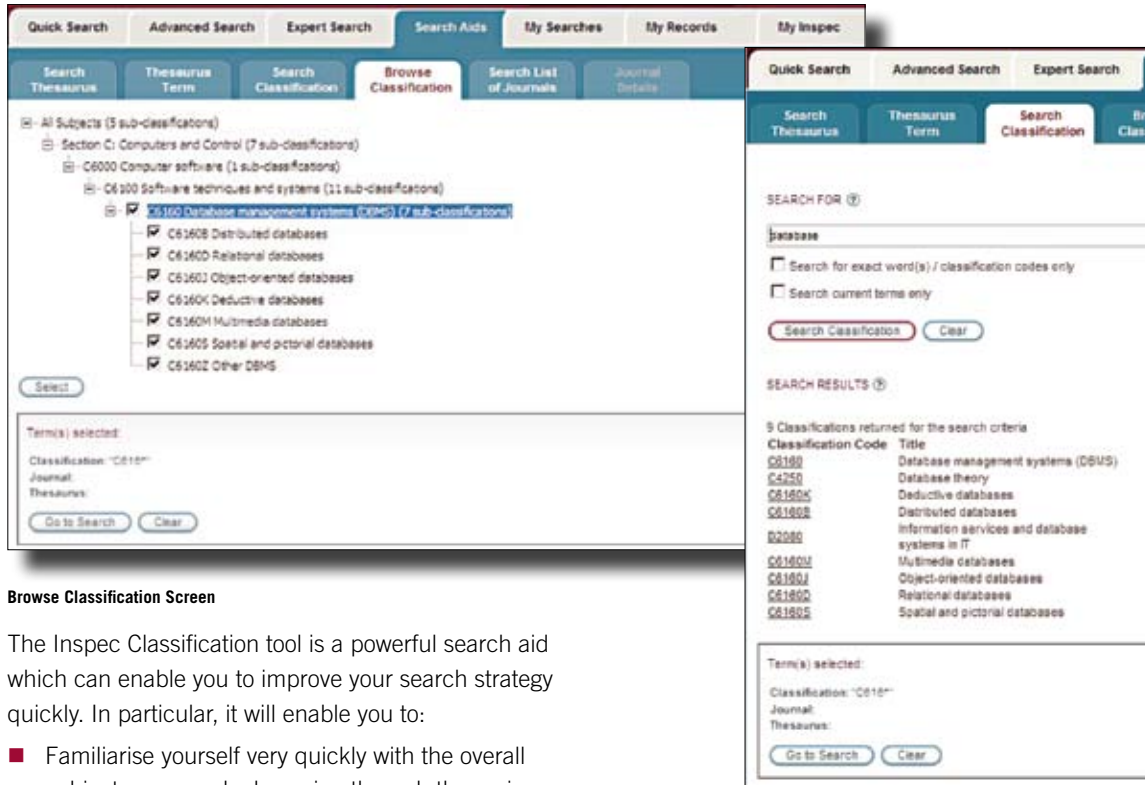 Quick Search Advanced Search Expert Search Search Aids My Searches My Records My Inspec
Search Thesaurus Thesaurus Term Search Classification Browse Classification Search List of Journals Journal Details
All Subjects (5 sub-classifications)
Section C: Computers and Control (7 sub-classifications)
C6000 Computer software (1 sub-classifications)
C6100 Software techniques and systems (11 sub-classifications)
C6160 Database management systems (DBMS) (7 sub-classifications)
C6160B Distributed databases
C6160D Relational databases
C6160J Object-oriented databases
C6160K Deductive databases
C6160M Multimedia databases
C6160S Spatial and pictorial databases
C6160Z Other DBMS
Select
Term(s) selected:
Classification: "C616*"
Journal:
Thesaurus:
Go to Search Clear
Browse Classification Screen
The Inspec Classification tool is a powerful search aid
which can enable you to improve your search strategy
quickly. In particular, it will enable you to:
Familiarise yourself very quickly with the overall
Quick Search Advanced Search Expert Search
Search Thesaurus Thesaurus Term Search Classification
SEARCH FOR
database
Search for exact word(s) / classification codes only
Search current terms only
Search Classification Clear
SEARCH RESULTS
9 Classifications returned for the search criteria
Classification Code Title
C6160 Database management systems (DBMS)
C4250 Database theory
C6160K Deductive databases
C6160B Distributed databases
D2080 Information services and database
systems in IT
C6160M Multimedia databases
C6160J Object-oriented databases
C6160D Relational databases
C6160S Spatial and pictorial databases
Term(s) selected:
Classification: "C616*"
Journal:
Thesaurus:
Go to Search Clear